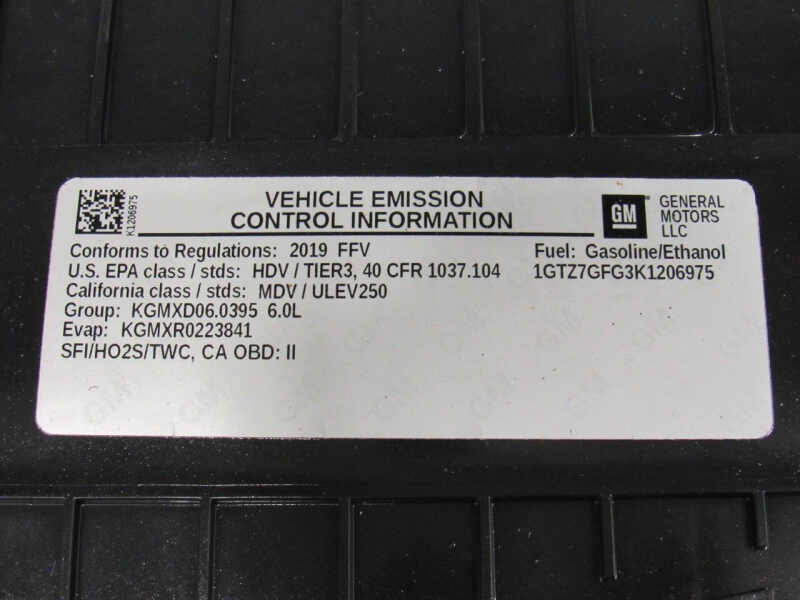 K1206975
VEHICLE EMISSION
CONTROL INFORMATION
GM
GENERAL
MOTORS
LLC
Conforms to Regulations: 2019 FFV
Fuel: Gasoline/Ethanol
U.S. EPA class / stds: HDV / TIER3, 40 CFR 1037.104
1GTZ7GFG3K1206975
California class / stds: MDV / ULEV250
Group: KGMXD06.0395 6.0L
Evap: KGMXR0223841
SFI/HO2S/TWC, CA OBD: II